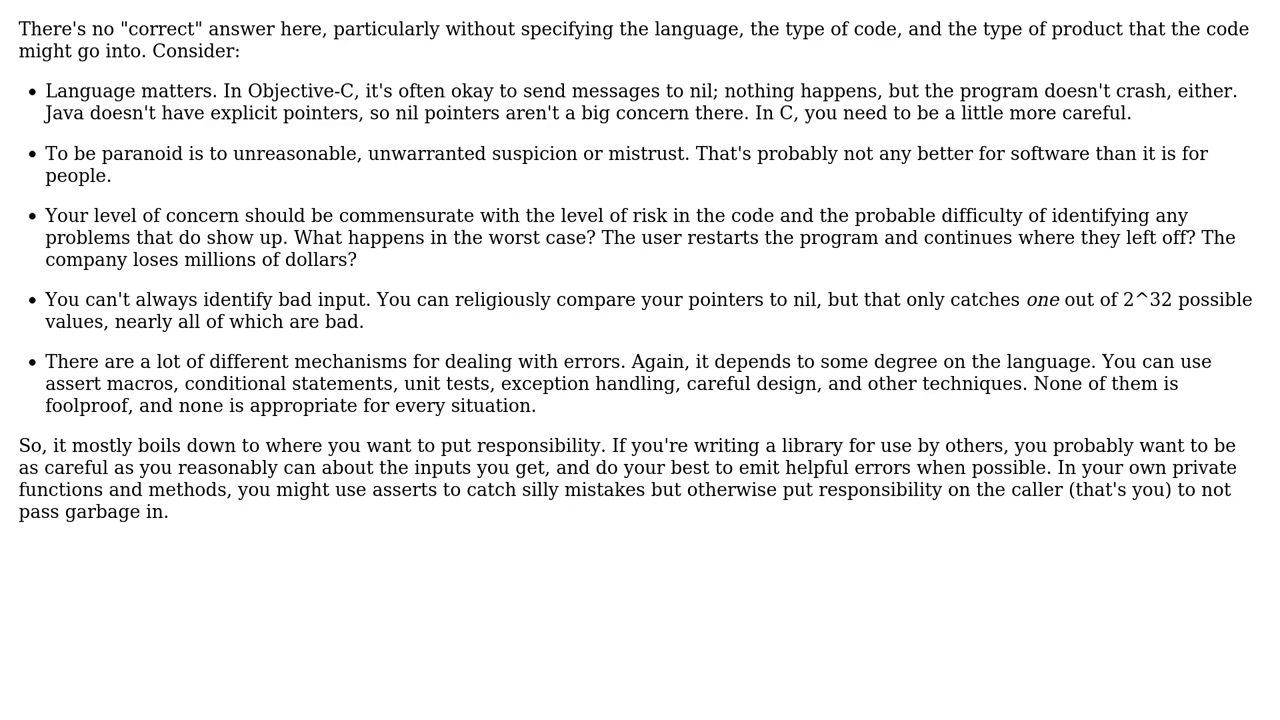 There's no "correct" answer here, particularly without specifying the language, the type of code, and the type of product that the code
might go into. Consider:
• Language matters. In Objective-C, it's often okay to send messages to nil; nothing happens, but the program doesn't crash, either.
Java doesn't have explicit pointers, so nil pointers aren't a big concern there. In C, you need to be a little more careful.
• To be paranoid is to unreasonable, unwarranted suspicion or mistrust. That's probably not any better for software than it is for
people.
• Your level of concern should be commensurate with the level of risk in the code and the probable difficulty of identifying any
problems that do show up. What happens in the worst case? The user restarts the program and continues where they left off? The
company loses millions of dollars?
• You can't always identify bad input. You can religiously compare your pointers to nil, but that only catches one out of 2^32 possible
values, nearly all of which are bad.
• There are a lot of different mechanisms for dealing with errors. Again, it depends to some degree on the language. You can use
assert macros, conditional statements, unit tests, exception handling, careful design, and other techniques. None of them is
foolproof, and none is appropriate for every situation.
So, it mostly boils down to where you want to put responsibility. If you're writing a library for use by others, you probably want to be
as careful as you reasonably can about the inputs you get, and do your best to emit helpful errors when possible. In your own private
functions and methods, you might use asserts to catch silly mistakes but otherwise put responsibility on the caller (that's you) to not
pass garbage in.